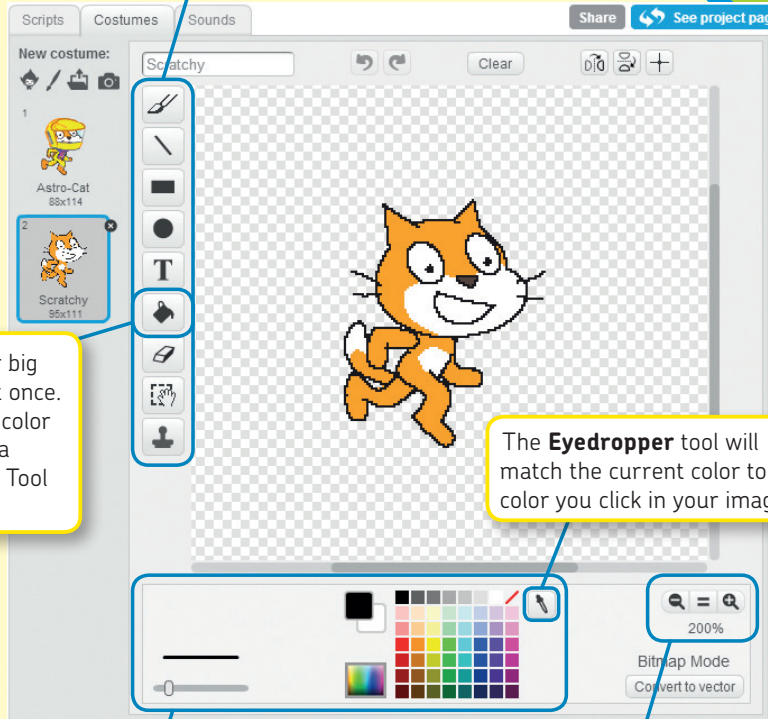 Scripts Costumes Sounds
Share See project pag
New costume:
Scratchy
Clear
1
Astro-Cat
88x114
2
Scratchy
95x111
T
r big
t once.
color
a
Tool
The Eyedropper tool will
match the current color to
color you click in your imag
200%
Bitmap Mode
Convert to vector